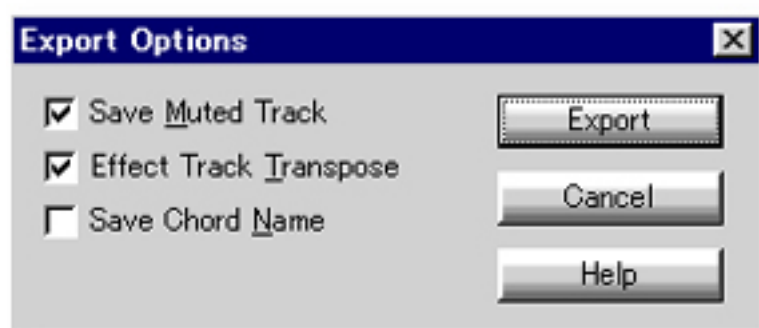 Export Options
Save Muted Track
Effect Track Transpose
Save Chord Name
Export
Cancel
Help